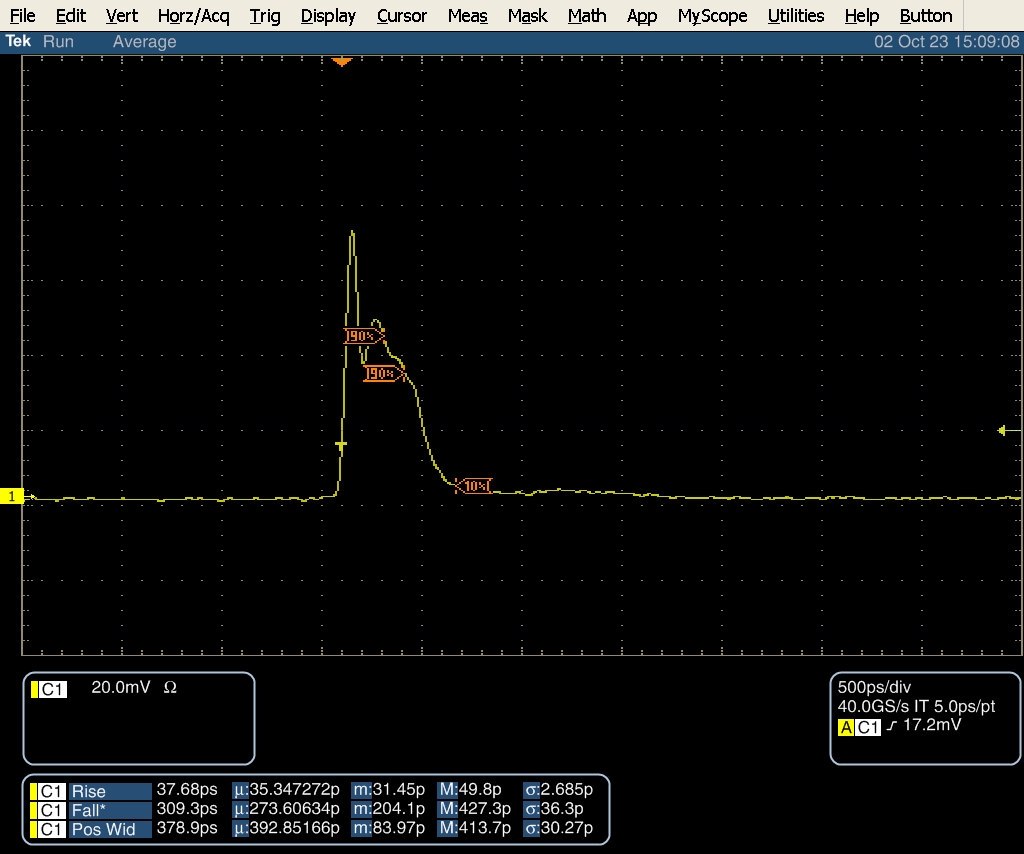 File Edit Vert Horz/Acq Trig Display Cursor Meas Mask Math App MyScope Utilities Help Button
Tek Run Average 02 Oct 23 15:09:08
90%
90%
10%
1
C1 20.0mV Ω
500ps/div
40.0GS/s IT 5.0ps/pt
A C1 17.2mV
C1 Rise 37.68ps μ:35.347272p m:31.45p M:49.8p σ:2.685p
C1 Fall* 309.3ps μ:273.60634p m:204.1p M:427.3p σ:36.3p
C1 Pos Wid 378.9ps μ:392.85166p m:83.97p M:413.7p σ:30.27p